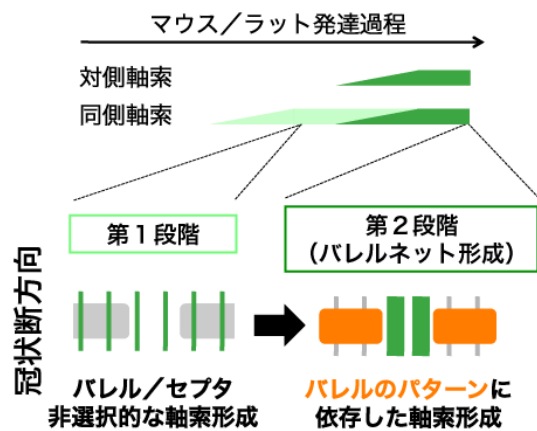 マウス／ラット発達過程
対側軸索
同側軸索
第１段階
第２段階
（バレルネット形成）
冠状断方向
バレル／セプタ
非選択的な軸索形成
バレルのパターンに
依存した軸索形成